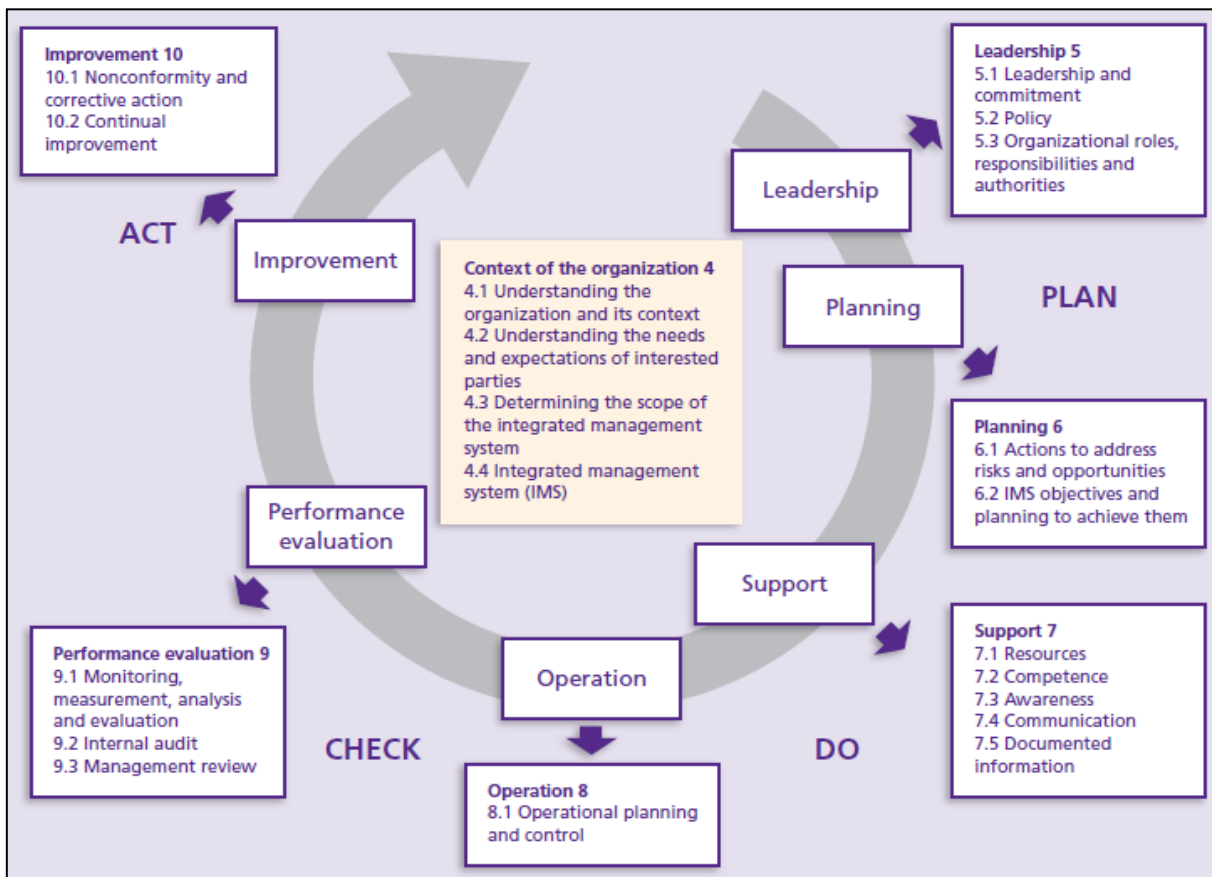 Improvement 10
10.1 Nonconformity and
corrective action
10.2 Continual
improvement
ACT
Improvement
Leadership 5
5.1 Leadership and
commitment
5.2 Policy
5.3 Organizational roles,
responsibilities and
authorities
Leadership
Planning
PLAN
Context of the organization 4
4.1 Understanding the
organization and its context
4.2 Understanding the needs
and expectations of interested
parties
4.3 Determining the scope of
the integrated management
system
4.4 Integrated management
system (IMS)
Planning 6
6.1 Actions to address
risks and opportunities
6.2 IMS objectives and
planning to achieve them
Performance
evaluation
Support
Support 7
7.1 Resources
7.2 Competence
7.3 Awareness
7.4 Communication
7.5 Documented
information
DO
Operation
Operation 8
8.1 Operational planning
and control
CHECK
Performance evaluation 9
9.1 Monitoring,
measurement, analysis
and evaluation
9.2 Internal audit
9.3 Management review